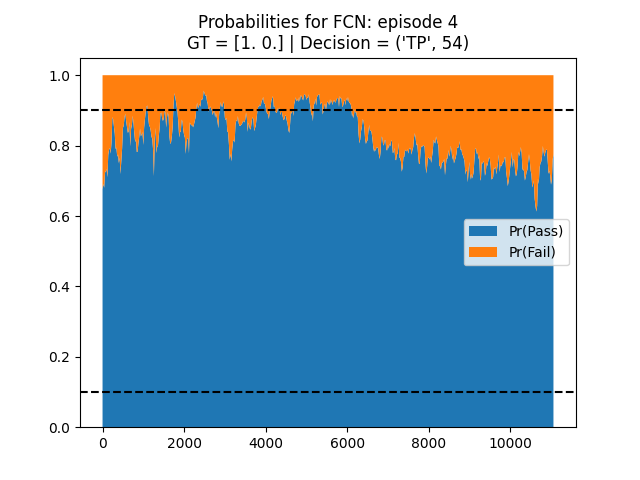 Probabilities for FCN: episode 4
GT = [1. 0.] | Decision = ('TP', 54)
1.0
0.8
0.6
0.4
0.2
0.0
Pr(Pass)
Pr(Fail)
0 2000 4000 6000 8000 10000